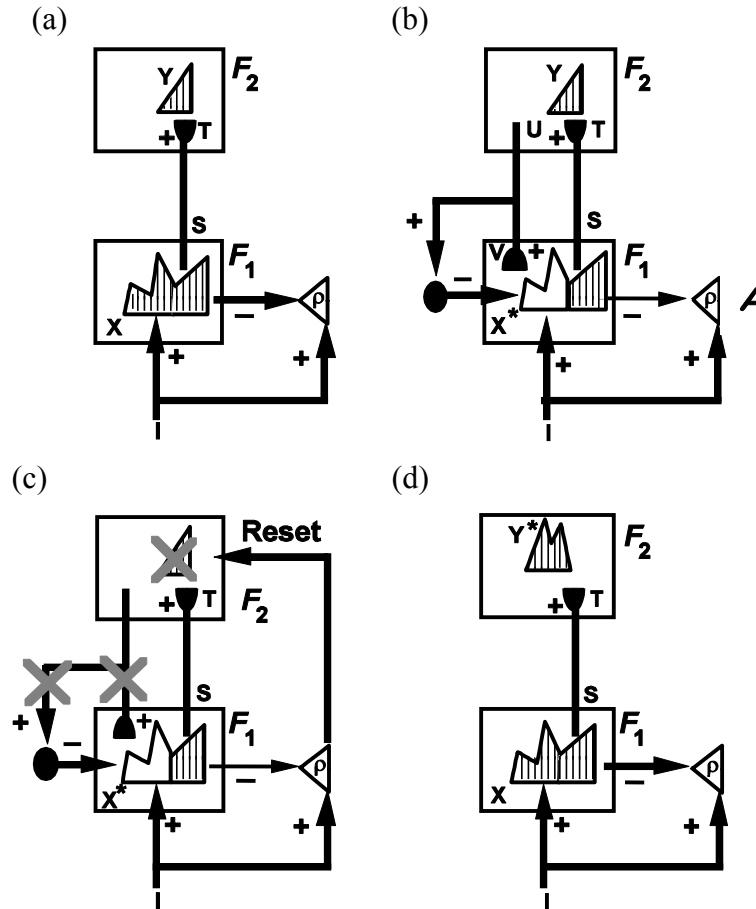 (a)
Y
F2
+ T
S
F1
X
−
ρ
+
+
I
(b)
Y
F2
U + T
+
S
V +
F1
−
X*
−
ρ
+
+
I
(c)
Reset
+ T
F2
S
+
+
F1
−
X*
−
ρ
+
+
I
(d)
Y*
F2
+ T
S
F1
X
−
ρ
+
+
I